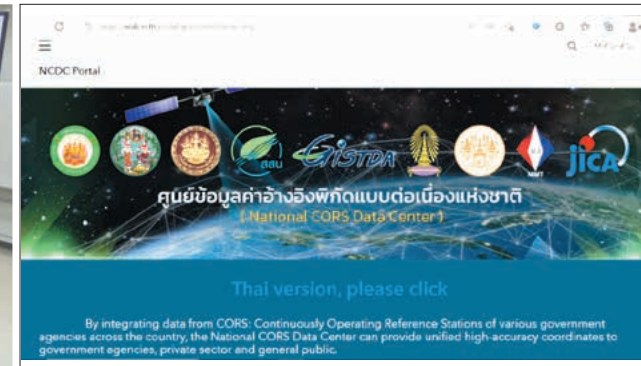 NCDC Portal
สสน
GISTDA
NIMT
jICA
ศูนย์ข้อมูลค่าอ้างอิงพิกัดแบบต่อเนื่องแห่งชาติ
( National CORS Data Center )
Thai version, please click
By integrating data from CORS: Continuously Operating Reference Stations of various government
agencies across the country, the National CORS Data Center can provide unified high-accuracy coordinates to
government agencies, private sector and general public.